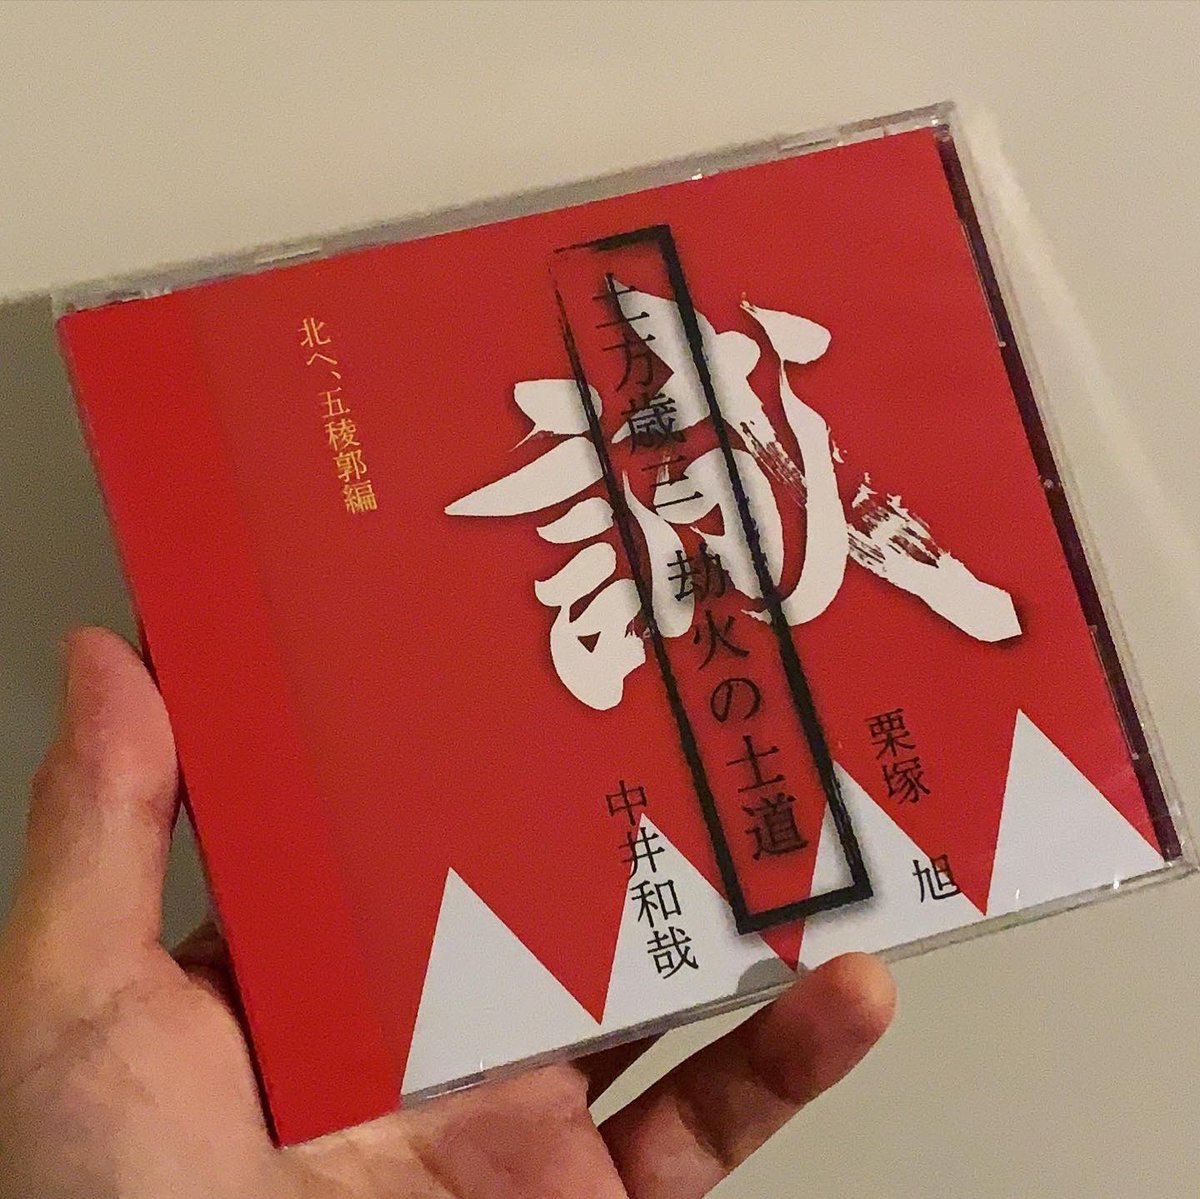 誠
土方歳三 劫火の士道
栗塚 旭
中井和哉
北へ、五稜郭編